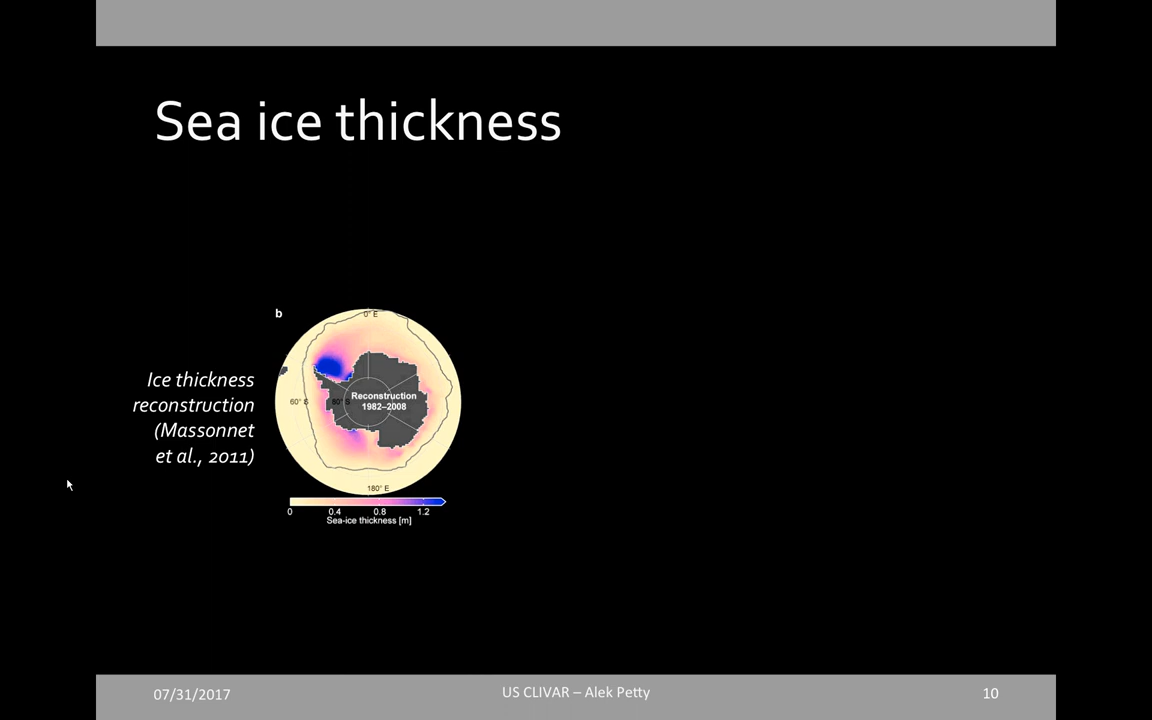 Sea ice thickness
b
0° E
Ice thickness
reconstruction
(Massonnet
et al., 2011)
60° S
80° S
Reconstruction
1982–2008
180° E
0 0.4 0.8 1.2
Sea-ice thickness [m]
07/31/2017
US CLIVAR – Alek Petty
10